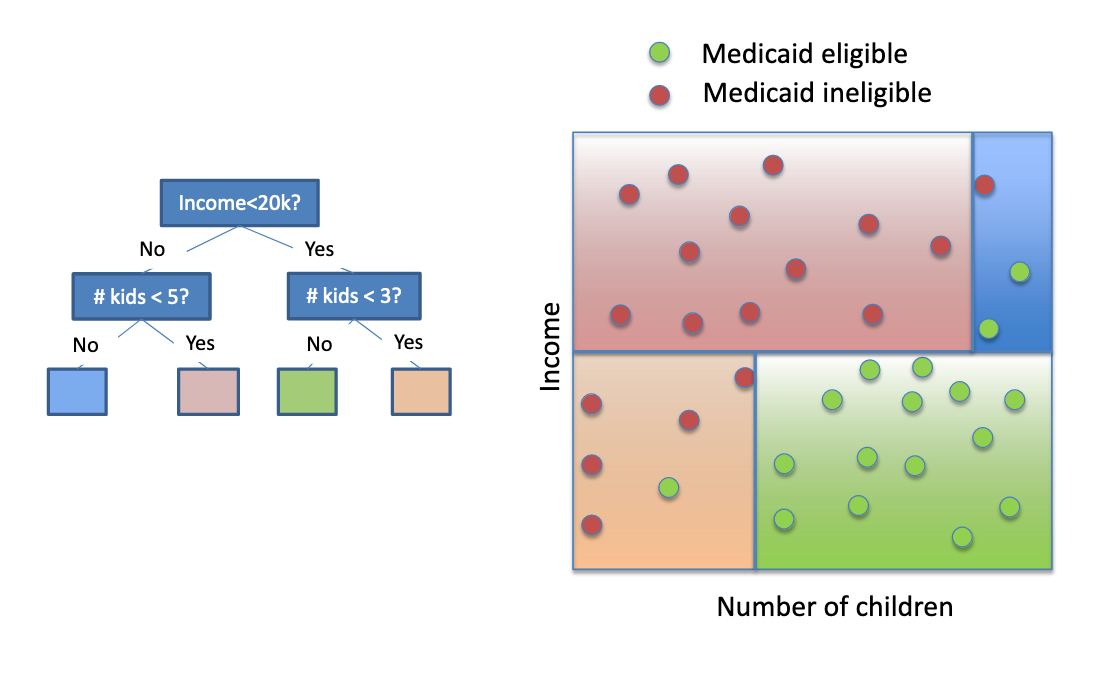 Medicaid eligible
Medicaid ineligible
Income<20k?
No
Yes
# kids < 5?
# kids < 3?
No
Yes
No
Yes
Income
Number of children